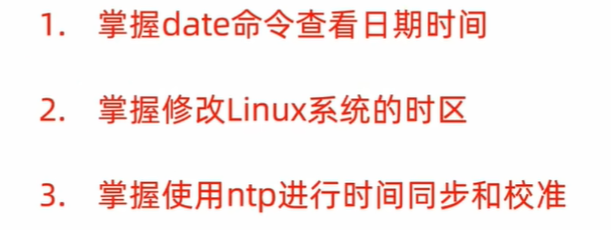 1. 掌握date命令查看日期时间
2. 掌握修改Linux系统的时区
3. 掌握使用ntp进行时间同步和校准